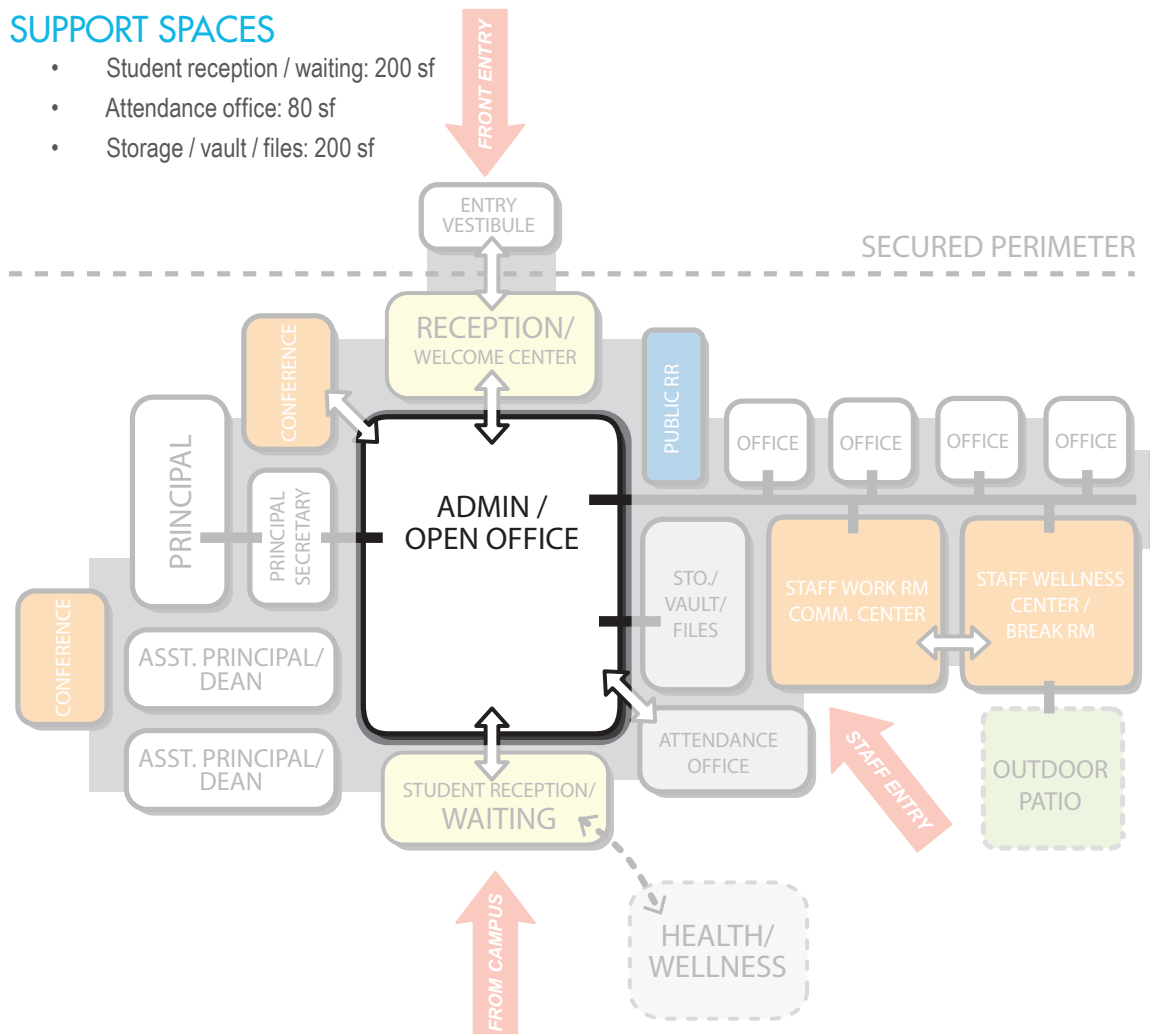 SUPPORT SPACES
• Student reception / waiting: 200 sf
• Attendance office: 80 sf
• Storage / vault / files: 200 sf
FRONT ENTRY
ENTRY
VESTIBULE
SECURED PERIMETER
RECEPTION/
WELCOME CENTER
CONFERENCE
PUBLIC RR
OFFICE
OFFICE
OFFICE
OFFICE
PRINCIPAL
PRINCIPAL
SECRETARY
ADMIN /
OPEN OFFICE
STO./
VAULT/
FILES
STAFF WORK RM
COMM. CENTER
STAFF WELLNESS
CENTER /
BREAK RM
CONFERENCE
ASST. PRINCIPAL/
DEAN
ASST. PRINCIPAL/
DEAN
ATTENDANCE
OFFICE
STAFF ENTRY
OUTDOOR
PATIO
STUDENT RECEPTION/
WAITING
FROM CAMPUS
HEALTH/
WELLNESS